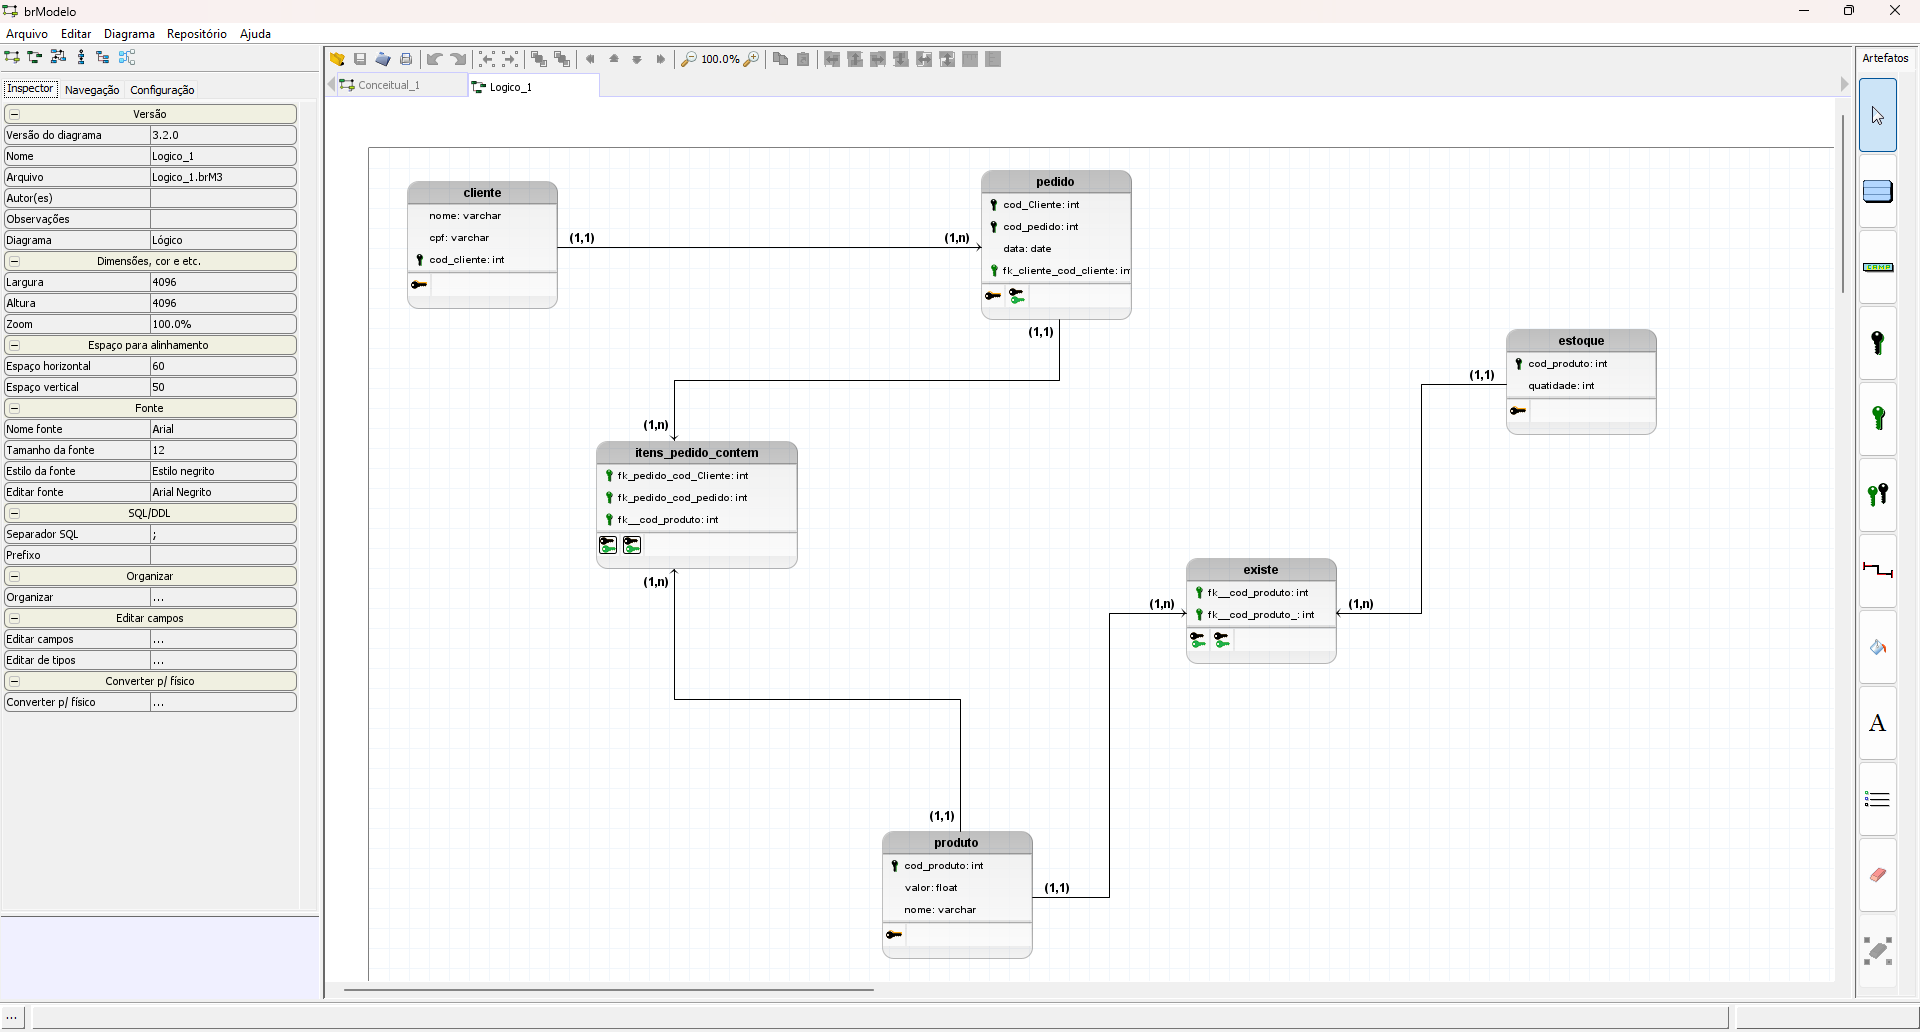 brModelo
Arquivo Editar Diagrama Repositório Ajuda
Inspector Navegação Configuração
Versão
Versão do diagrama 3.2.0
Nome Logico_1
Arquivo Logico_1.brM3
Autor(es)
Observações
Diagrama Lógico
Dimensões, cor e etc.
Largura 4096
Altura 4096
Zoom 100.0%
Espaço para alinhamento
Espaço horizontal 60
Espaço vertical 50
Fonte
Nome fonte Arial
Tamanho da fonte 12
Estilo da fonte Estilo negrito
Editar fonte Arial Negrito
SQL/DDL
Separador SQL ;
Prefixo
Organizar
Organizar ...
Editar campos
Editar campos ...
Editar de tipos ...
Converter p/ físico
Converter p/ físico ...
...
100.0%
Conceitual_1 Logico_1
cliente
nome: varchar
cpf: varchar
cod_cliente: int
(1,1) (1,n)
pedido
cod_Cliente: int
cod_pedido: int
data: date
fk_cliente_cod_cliente: in
(1,1)
(1,n)
itens_pedido_contem
fk_pedido_cod_Cliente: int
fk_pedido_cod_pedido: int
fk__cod_produto: int
(1,n)
(1,1)
produto
cod_produto: int
valor: float
nome: varchar
(1,1)
(1,n)
existe
fk__cod_produto: int
fk__cod_produto_: int
(1,n)
(1,1)
estoque
cod_produto: int
quatidade: int
Artefatos
CAMPO
A